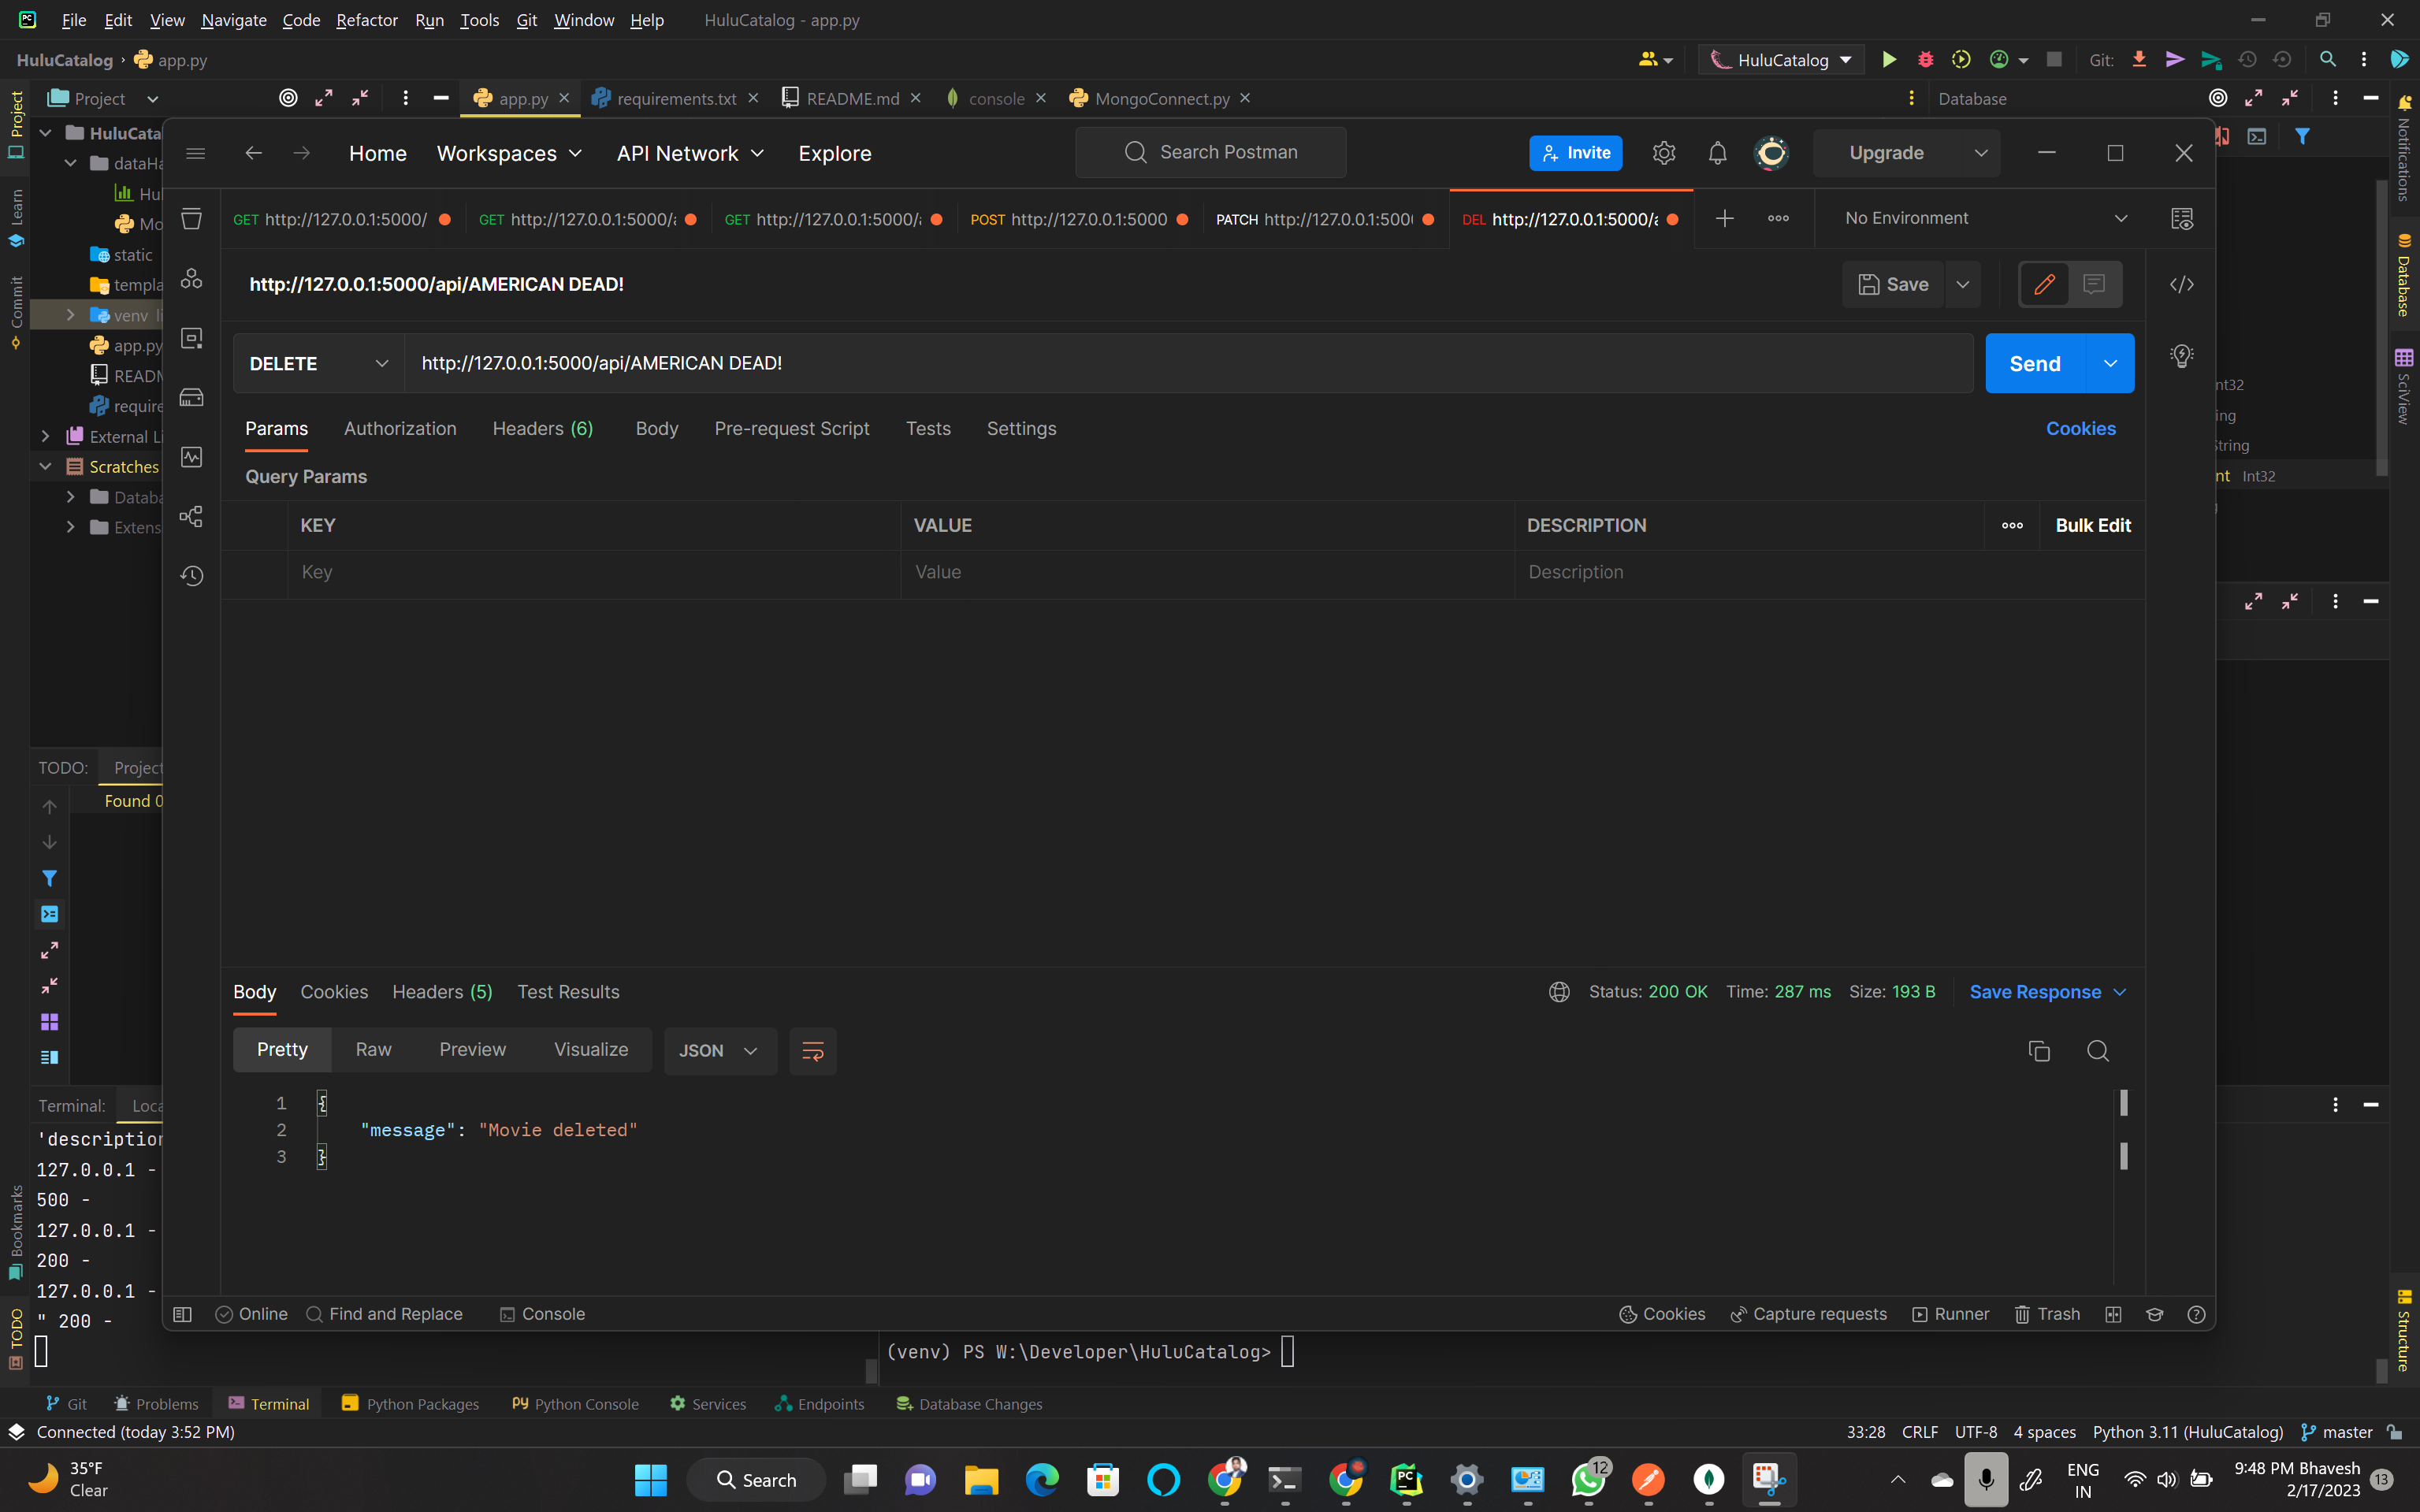 File Edit View Navigate Code Refactor Run Tools Git Window Help HuluCatalog - app.py
HuluCatalog › app.py
HuluCatalog
Git:
Project
app.py
requirements.txt
README.md
console
MongoConnect.py
Database
Project
Learn
Commit
Bookmarks
TODO
HuluCata
dataHa
Hu
Mo
static
templa
venv li
app.py
READM
require
External Li
Scratches
Databa
Extens
TODO: Project
Found 0
Terminal: Loca
'description
127.0.0.1 -
500 -
127.0.0.1 -
200 -
127.0.0.1 -
" 200 -
Home Workspaces API Network Explore
Search Postman
Invite
Upgrade
GET http://127.0.0.1:5000/
GET http://127.0.0.1:5000/a
GET http://127.0.0.1:5000/a
POST http://127.0.0.1:5000
PATCH http://127.0.0.1:500
DEL http://127.0.0.1:5000/a
No Environment
http://127.0.0.1:5000/api/AMERICAN DEAD!
Save
DELETE http://127.0.0.1:5000/api/AMERICAN DEAD!
Send
Params Authorization Headers (6) Body Pre-request Script Tests Settings
Cookies
Query Params
KEY VALUE DESCRIPTION Bulk Edit
Key Value Description
Body Cookies Headers (5) Test Results
Status: 200 OK Time: 287 ms Size: 193 B Save Response
Pretty Raw Preview Visualize JSON
1 {
2 "message": "Movie deleted"
3 }
Online Find and Replace Console
Cookies Capture requests Runner Trash
nt32
ing
String
nt Int32
Notifications
Database
SciView
Structure
(venv) PS W:\Developer\HuluCatalog>
Git Problems Terminal Python Packages Python Console Services Endpoints Database Changes
Connected (today 3:52 PM)
33:28 CRLF UTF-8 4 spaces Python 3.11 (HuluCatalog) master
35°F
Clear
Search
12
ENG
IN
9:48 PM Bhavesh
2/17/2023
13